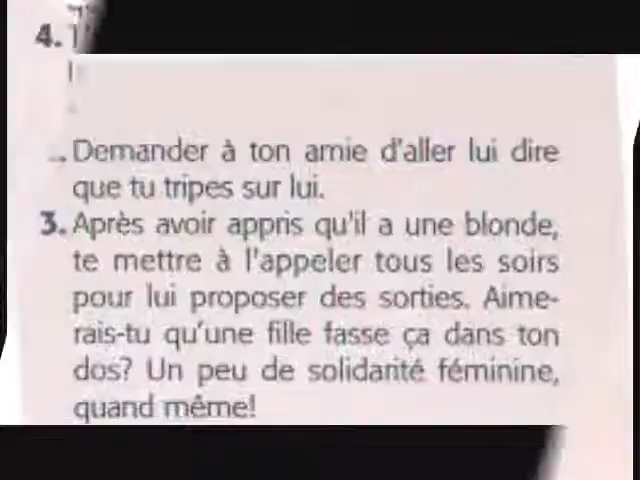 4.
Demander à ton amie d'aller lui dire
que tu tripes sur lui.
3. Après avoir appris qu'il a une blonde,
te mettre à l'appeler tous les soirs
pour lui proposer des sorties. Aime-
rais-tu qu'une fille fasse ça dans ton
dos? Un peu de solidarité féminine,
quand même!